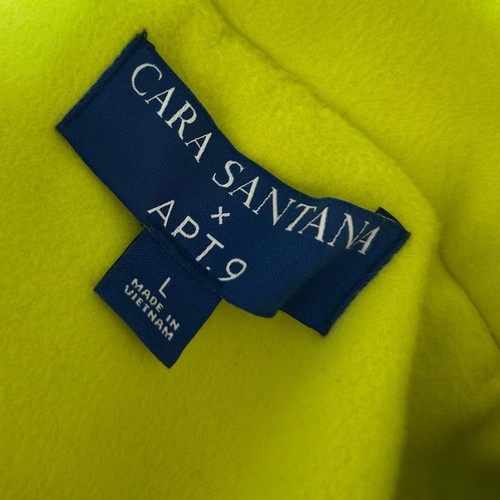 CARA SANTANA
×
APT.9
L
MADE IN
VIETNAM